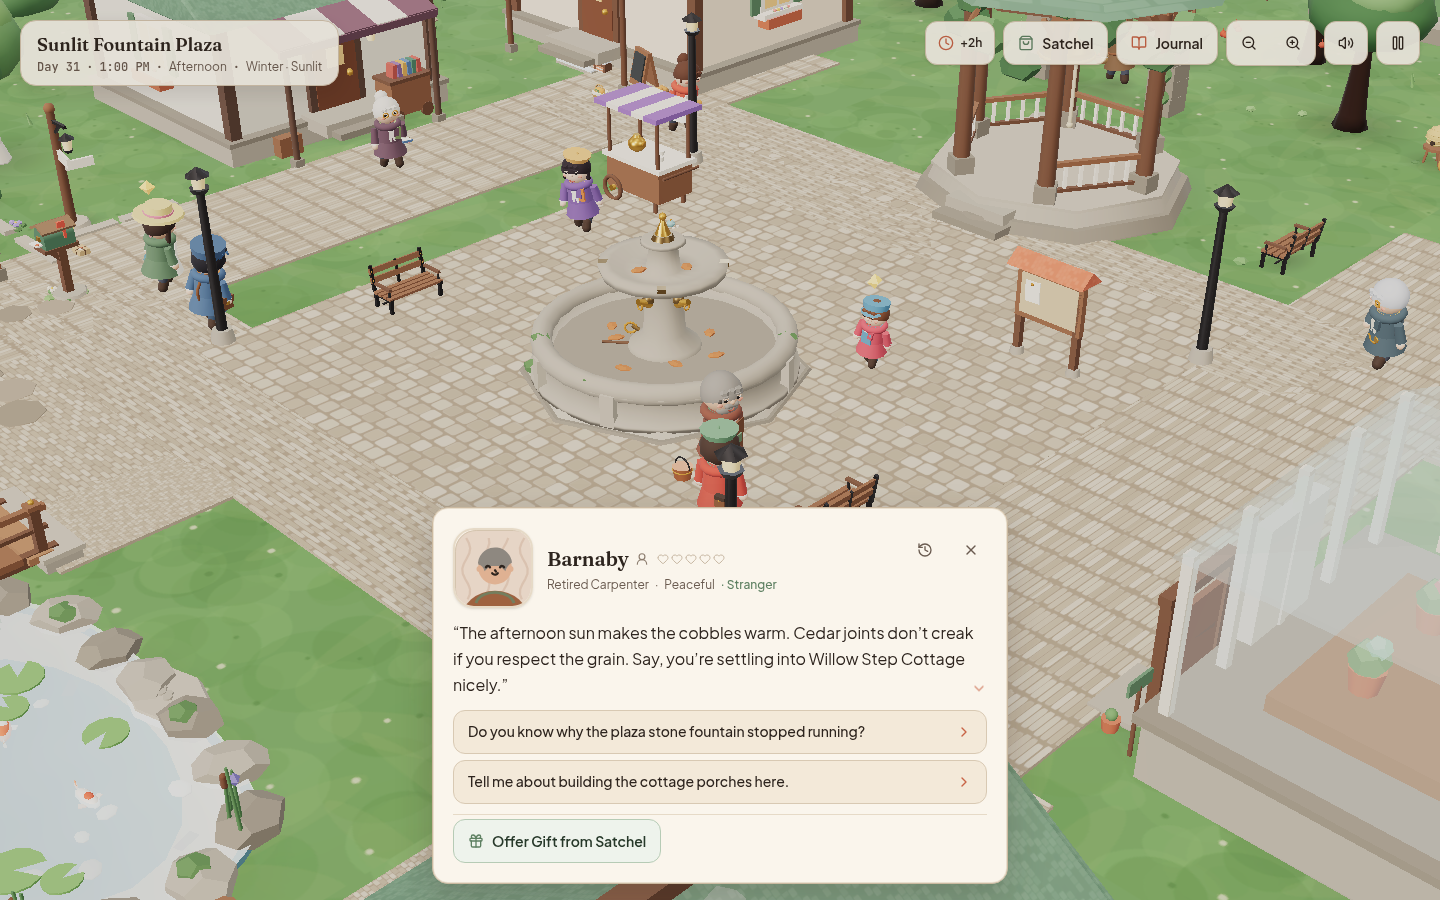 Sunlit Fountain Plaza
Day 31 · 1:00 PM · Afternoon · Winter · Sunlit
+2h
Satchel
Journal
Barnaby
Retired Carpenter · Peaceful · Stranger
“The afternoon sun makes the cobbles warm. Cedar joints don’t creak
if you respect the grain. Say, you’re settling into Willow Step Cottage
nicely.”
Do you know why the plaza stone fountain stopped running?
Tell me about building the cottage porches here.
Offer Gift from Satchel